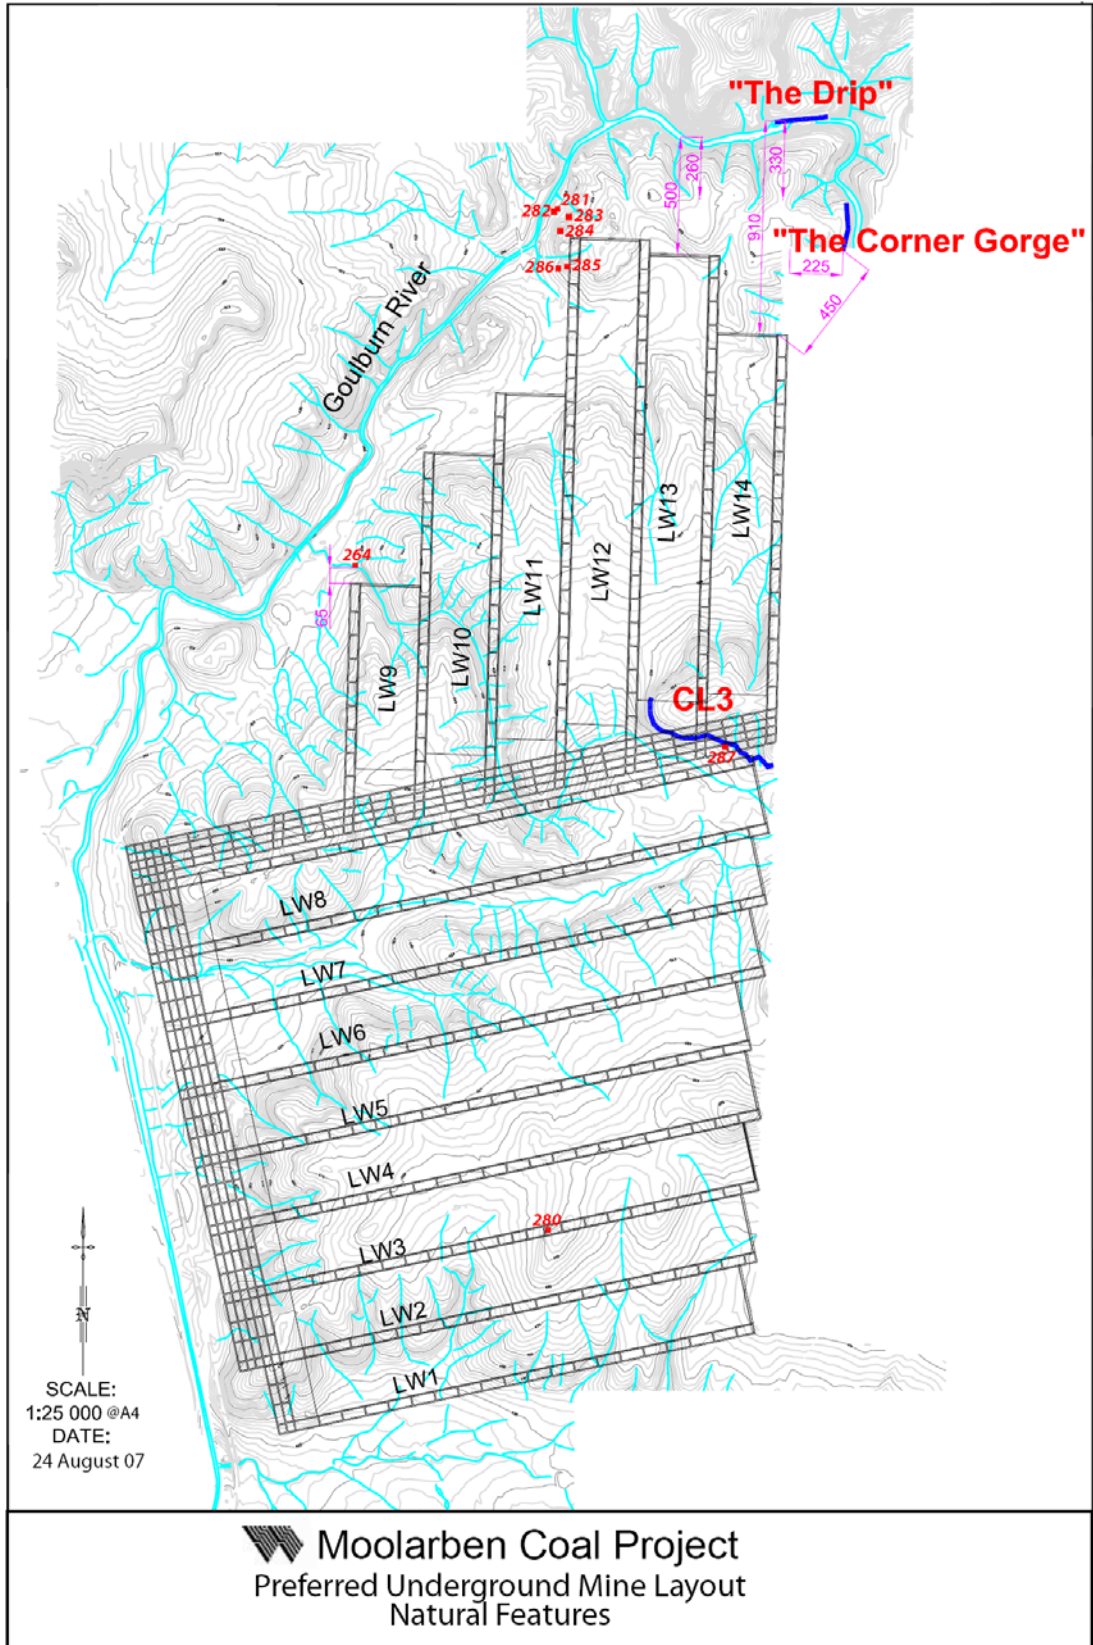 "The Drip"
260
330
500
910
281
282
283
284
"The Corner Gorge"
286
285
225
450
Goulburn River
LW13
LW14
LW12
LW11
264
65
LW10
LW9
CL3
287
LW8
LW7
LW6
LW5
LW4
280
LW3
LW2
LW1
N
SCALE:
1:25 000 @A4
DATE:
24 August 07
Moolarben Coal Project
Preferred Underground Mine Layout
Natural Features